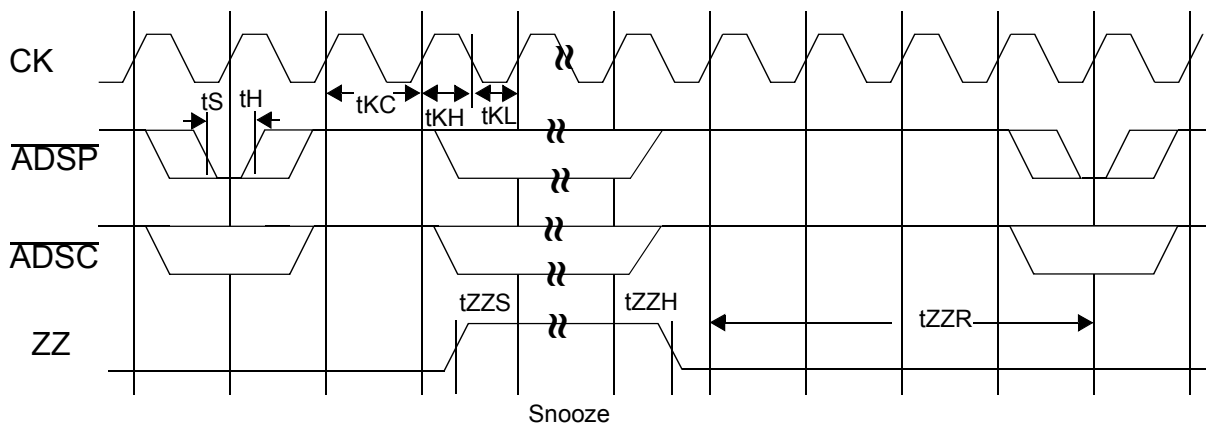 CK
tS tH tKC tKH tKL
ADSP
ADSC
tZZS tZZH tZZR
ZZ
Snooze